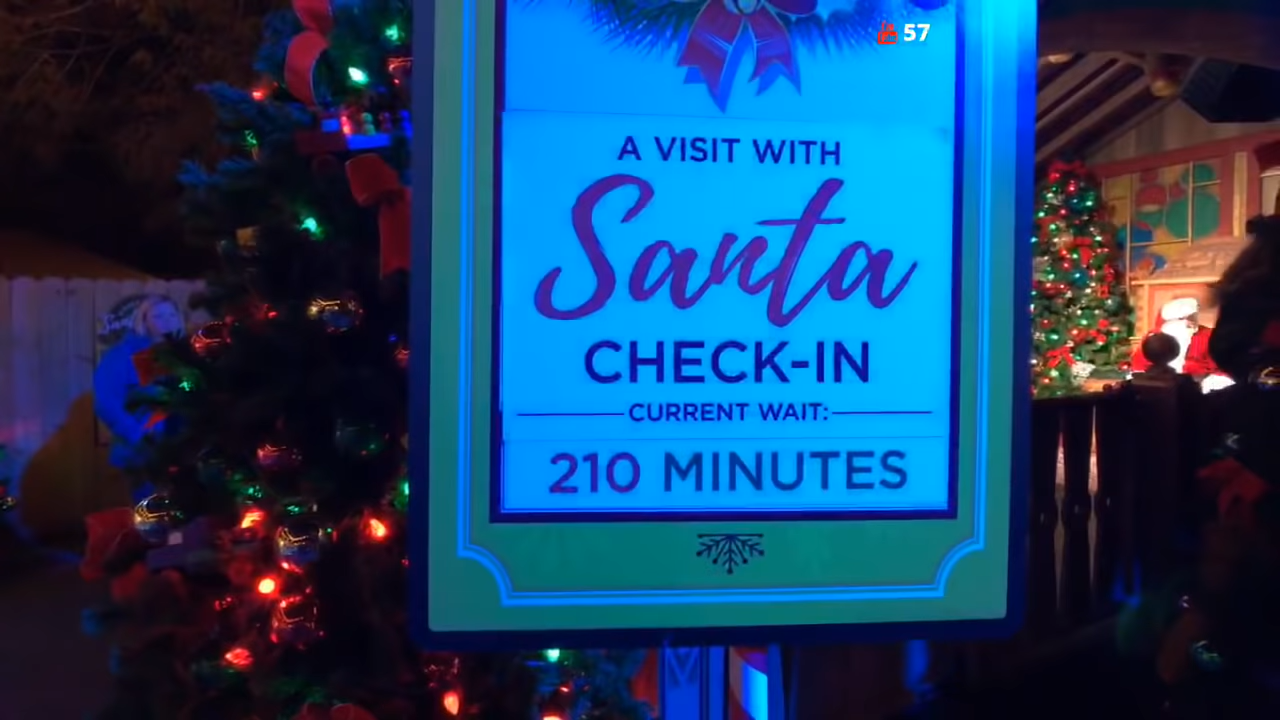 57
A VISIT WITH
Santa
CHECK-IN
CURRENT WAIT:
210 MINUTES